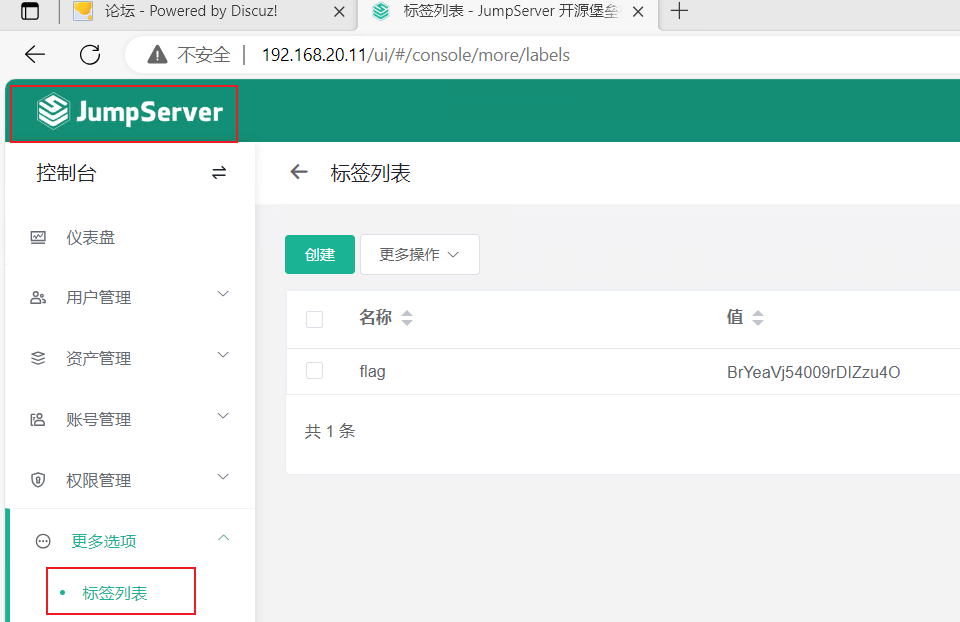 论坛 - Powered by Discuz!
标签列表 - JumpServer 开源堡垒
不安全
192.168.20.11/ui/#/console/more/labels
JumpServer
控制台
标签列表
仪表盘
创建
更多操作
用户管理
名称
值
资产管理
flag
BrYeaVj54009rDIZzu4O
账号管理
共 1 条
权限管理
更多选项
标签列表